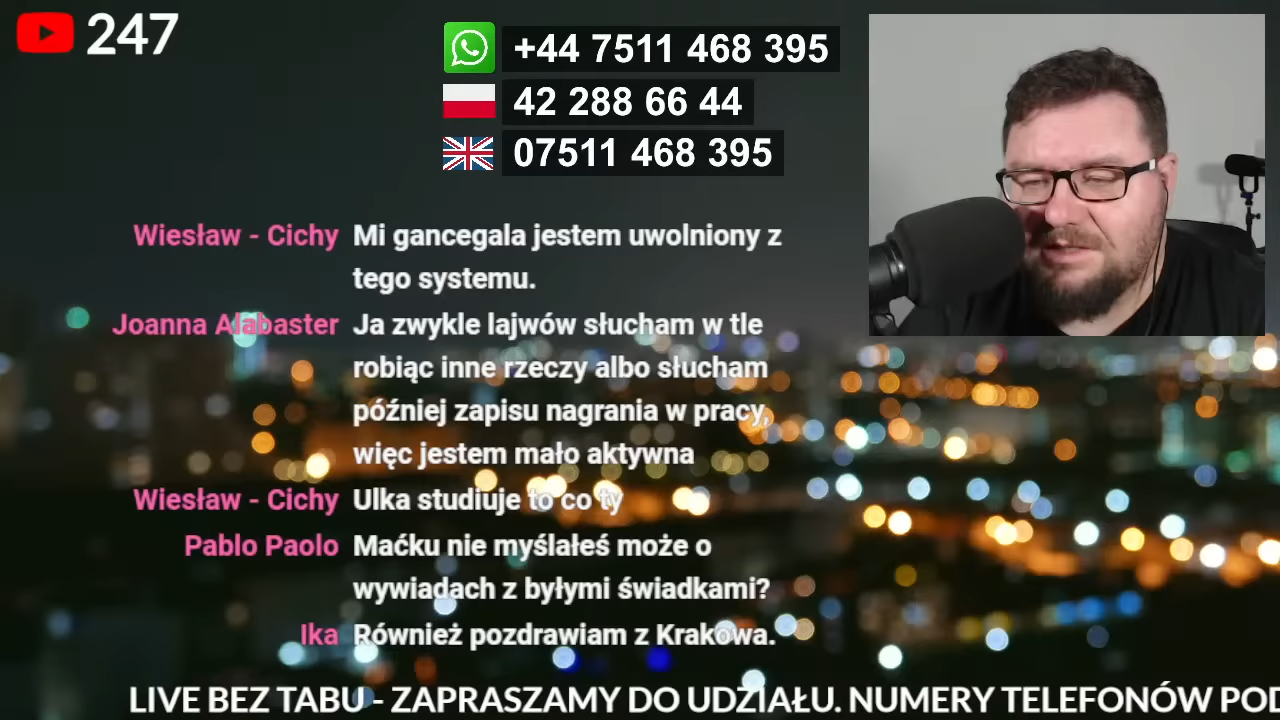 247
+44 7511 468 395
42 288 66 44
07511 468 395
Wiesław - Cichy Mi gancegala jestem uwolniony z
tego systemu.
Joanna Alabaster Ja zwykle lajwów słucham w tle
robiąc inne rzeczy albo słucham
później zapisu nagrania w pracy,
więc jestem mało aktywna
Wiesław - Cichy Ulka studiuje to co ty
Pablo Paolo Maćku nie myślałeś może o
wywiadach z byłymi świadkami?
Ika Również pozdrawiam z Krakowa.
LIVE BEZ TABU - ZAPRASZAMY DO UDZIAŁU. NUMERY TELEFONÓW POD